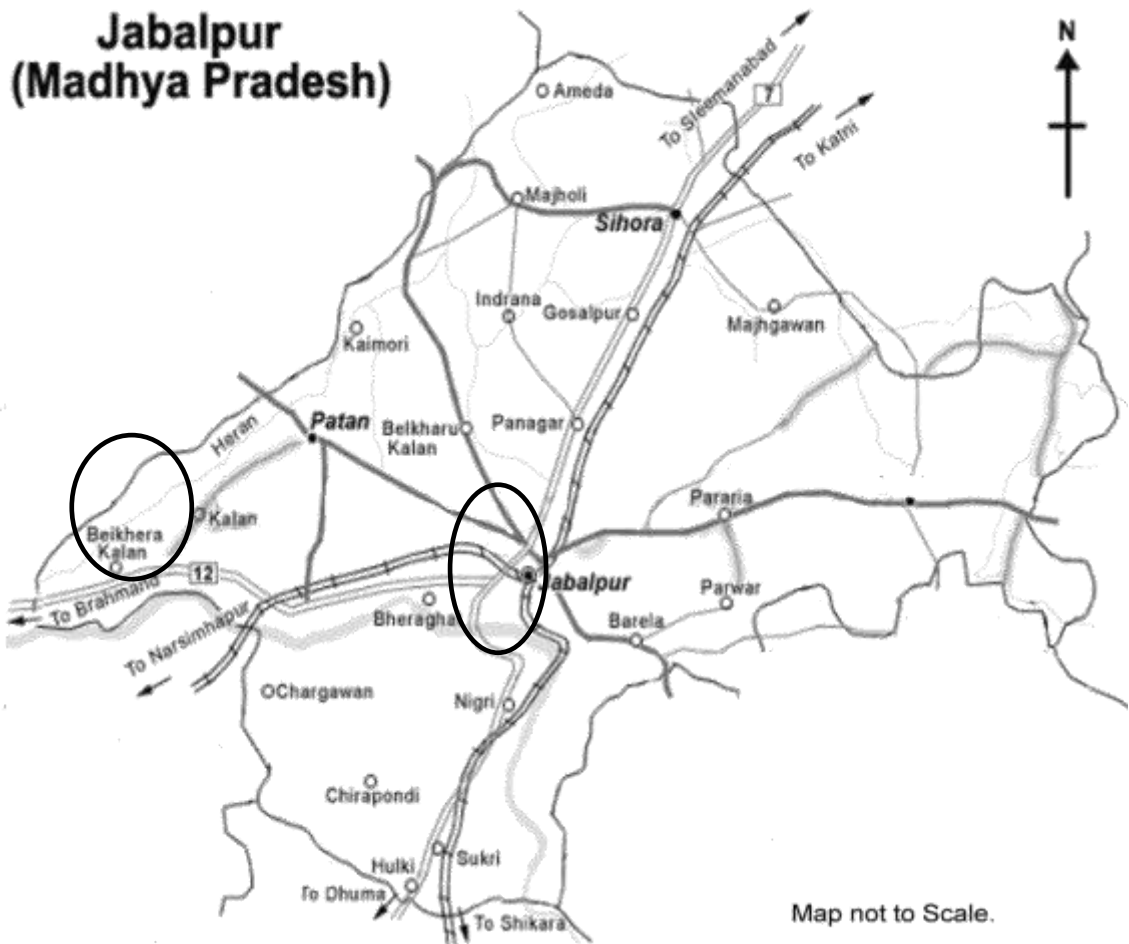 Jabalpur
(Madhya Pradesh)
N
Ameda
To Sleemanabad
7
To Katni
Majholi
Sihora
Indrana
Gosalpur
Majhgawan
Kaimori
Patan
Heran
Belkharu
Kalan
Panagar
Kalan
Beikhera
Kalan
Pararia
12
Jabalpur
To Brahmand
Bheragha
Parwar
Barela
To Narsimhapur
Chargawan
Nigri
Chirapondi
Sukri
Hulki
To Dhuma
To Shikara
Map not to Scale.